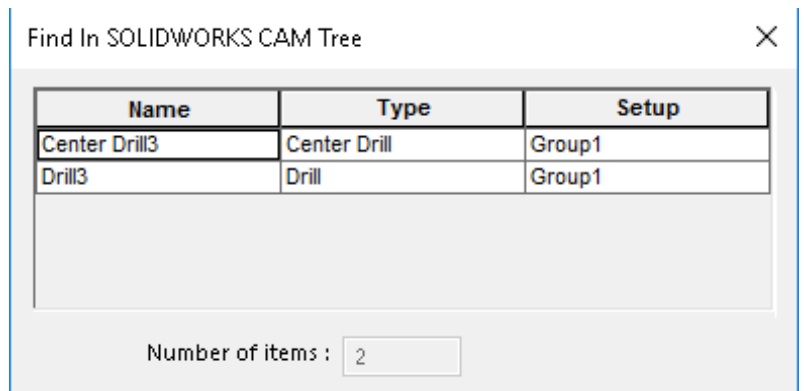 Find In SOLIDWORKS CAM Tree
Name Type Setup
Center Drill3 Center Drill Group1
Drill3 Drill Group1
Number of items : 2